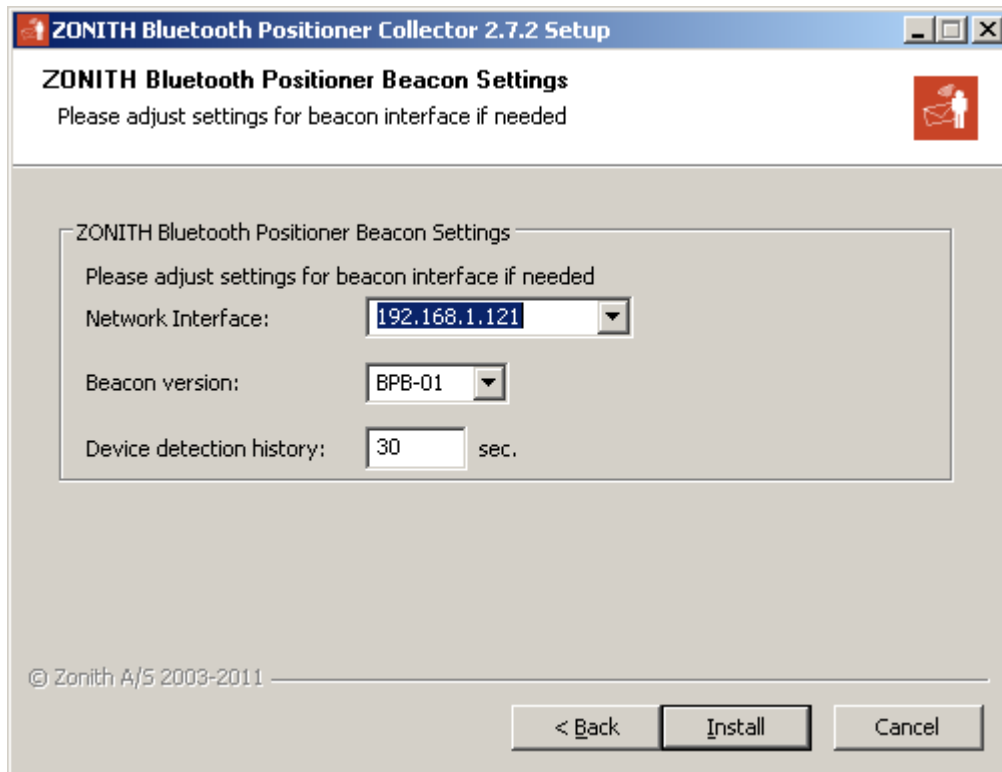 ZONITH Bluetooth Positioner Collector 2.7.2 Setup
ZONITH Bluetooth Positioner Beacon Settings
Please adjust settings for beacon interface if needed
ZONITH Bluetooth Positioner Beacon Settings
Please adjust settings for beacon interface if needed
Network Interface: 192.168.1.121
Beacon version: BPB-01
Device detection history: 30 sec.
© Zonith A/S 2003-2011
< Back Install Cancel